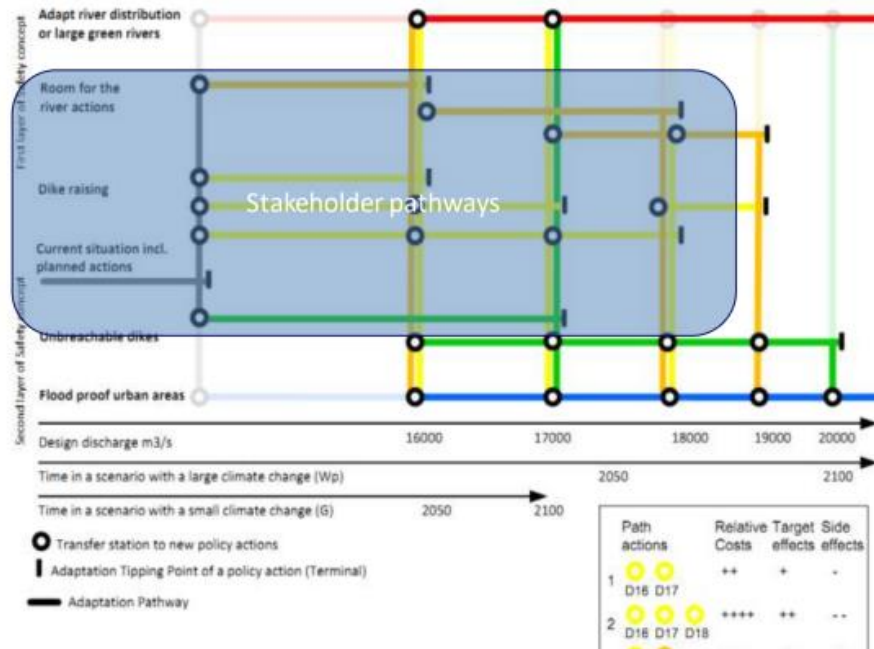 Adapt river distribution
or large green rivers
First layer of Safety concept
Room for the
river actions
Dike raising
Stakeholder pathways
Current situation incl.
planned actions
Second layer of Safety concept
Unbreachable dikes
Flood proof urban areas
Design discharge m3/s 16000 17000 18000 19000 20000
Time in a scenario with a large climate change (Wp) 2050 2100
Time in a scenario with a small climate change (G) 2050 2100
Transfer station to new policy actions
Adaptation Tipping Point of a policy action (Terminal)
Adaptation Pathway
Path Relative Target Side
actions Costs effects effects
1 ++ + -
D16 D17
2 ++++ ++ --
D16 D17 D18